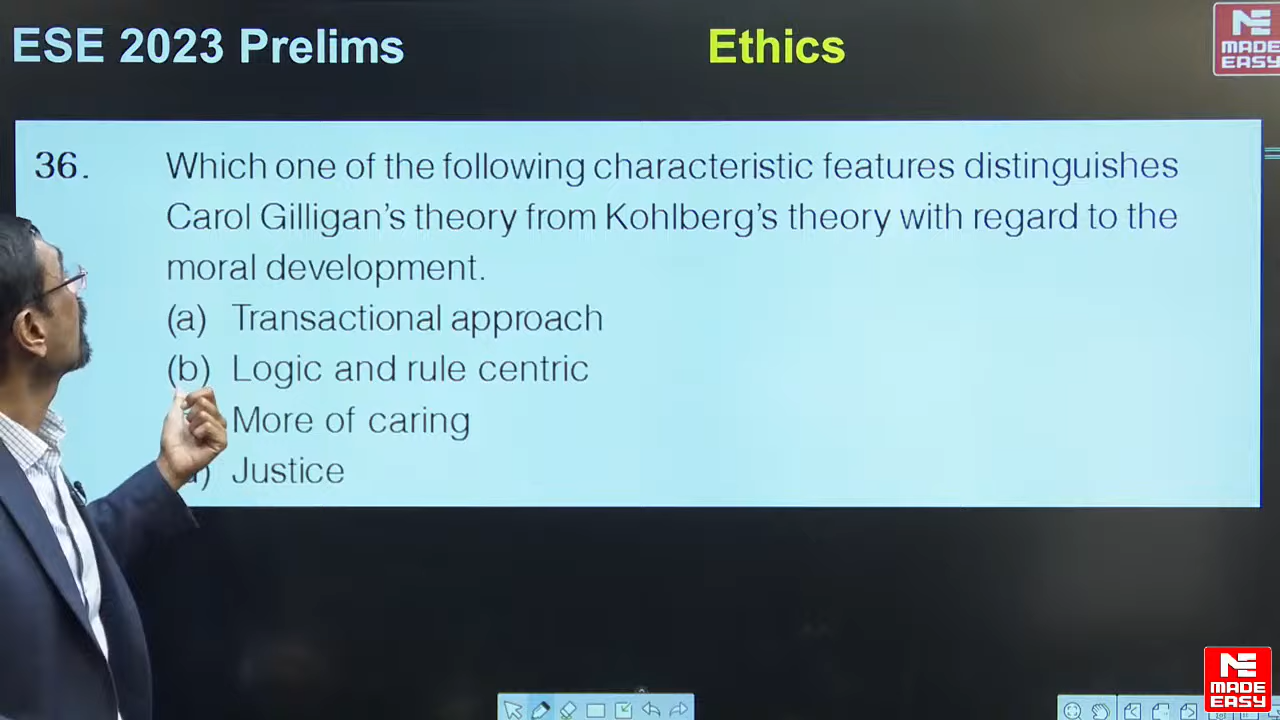 ESE 2023 Prelims Ethics
MADE
EASY
36. Which one of the following characteristic features distinguishes
Carol Gilligan's theory from Kohlberg's theory with regard to the
moral development.
(a) Transactional approach
(b) Logic and rule centric
More of caring
Justice
MADE
EASY